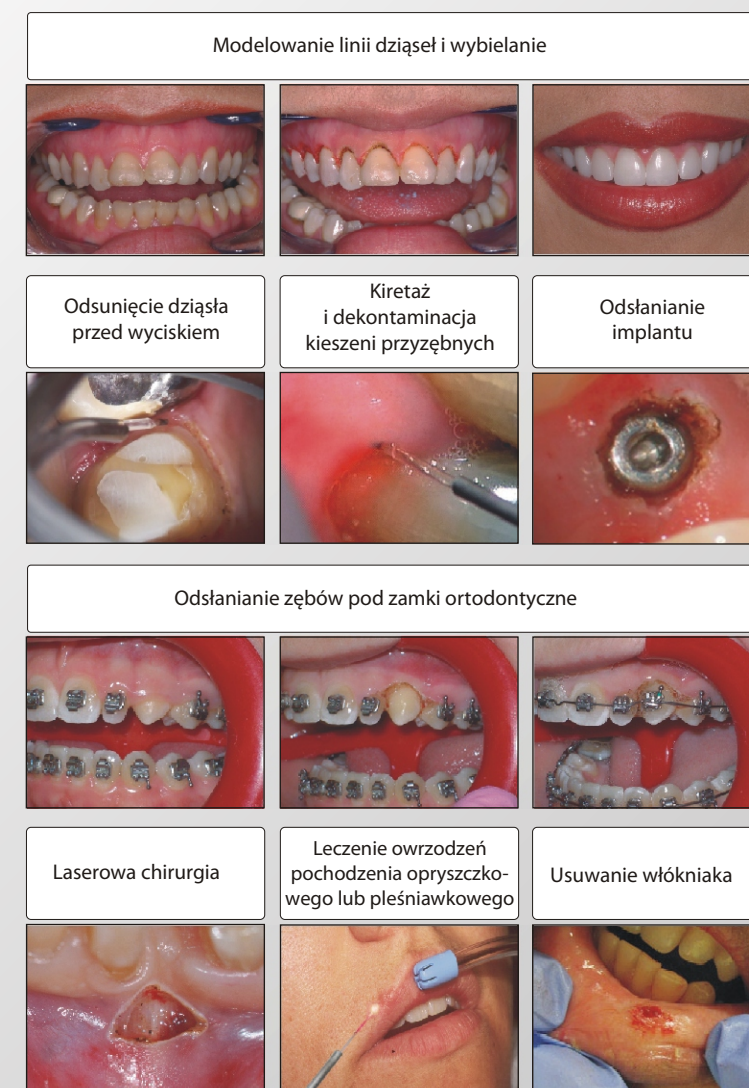 Modelowanie linii dziąseł i wybielanie
Odsunięcie dziąsła
przed wyciskiem
Kiretaż
i dekontaminacja
kieszeni przyzębnych
Odsłanianie
implantu
Odsłanianie zębów pod zamki ortodontyczne
Laserowa chirurgia
Leczenie owrzodzeń
pochodzenia opryszczko-
wego lub pleśniawkowego
Usuwanie włókniaka